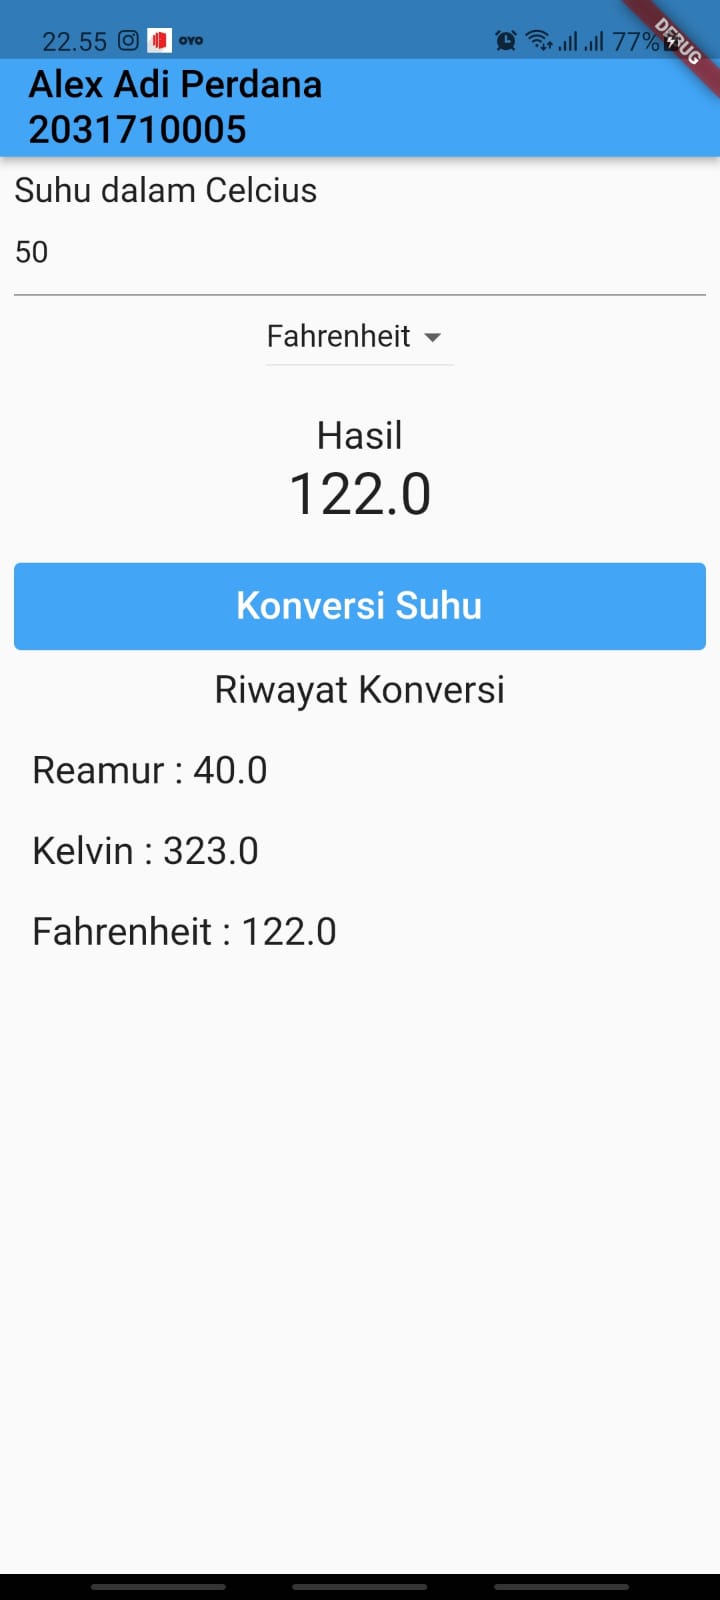 22.55 OYO 77%
DEBUG
Alex Adi Perdana
2031710005
Suhu dalam Celcius
50
Fahrenheit
Hasil
122.0
Konversi Suhu
Riwayat Konversi
Reamur : 40.0
Kelvin : 323.0
Fahrenheit : 122.0